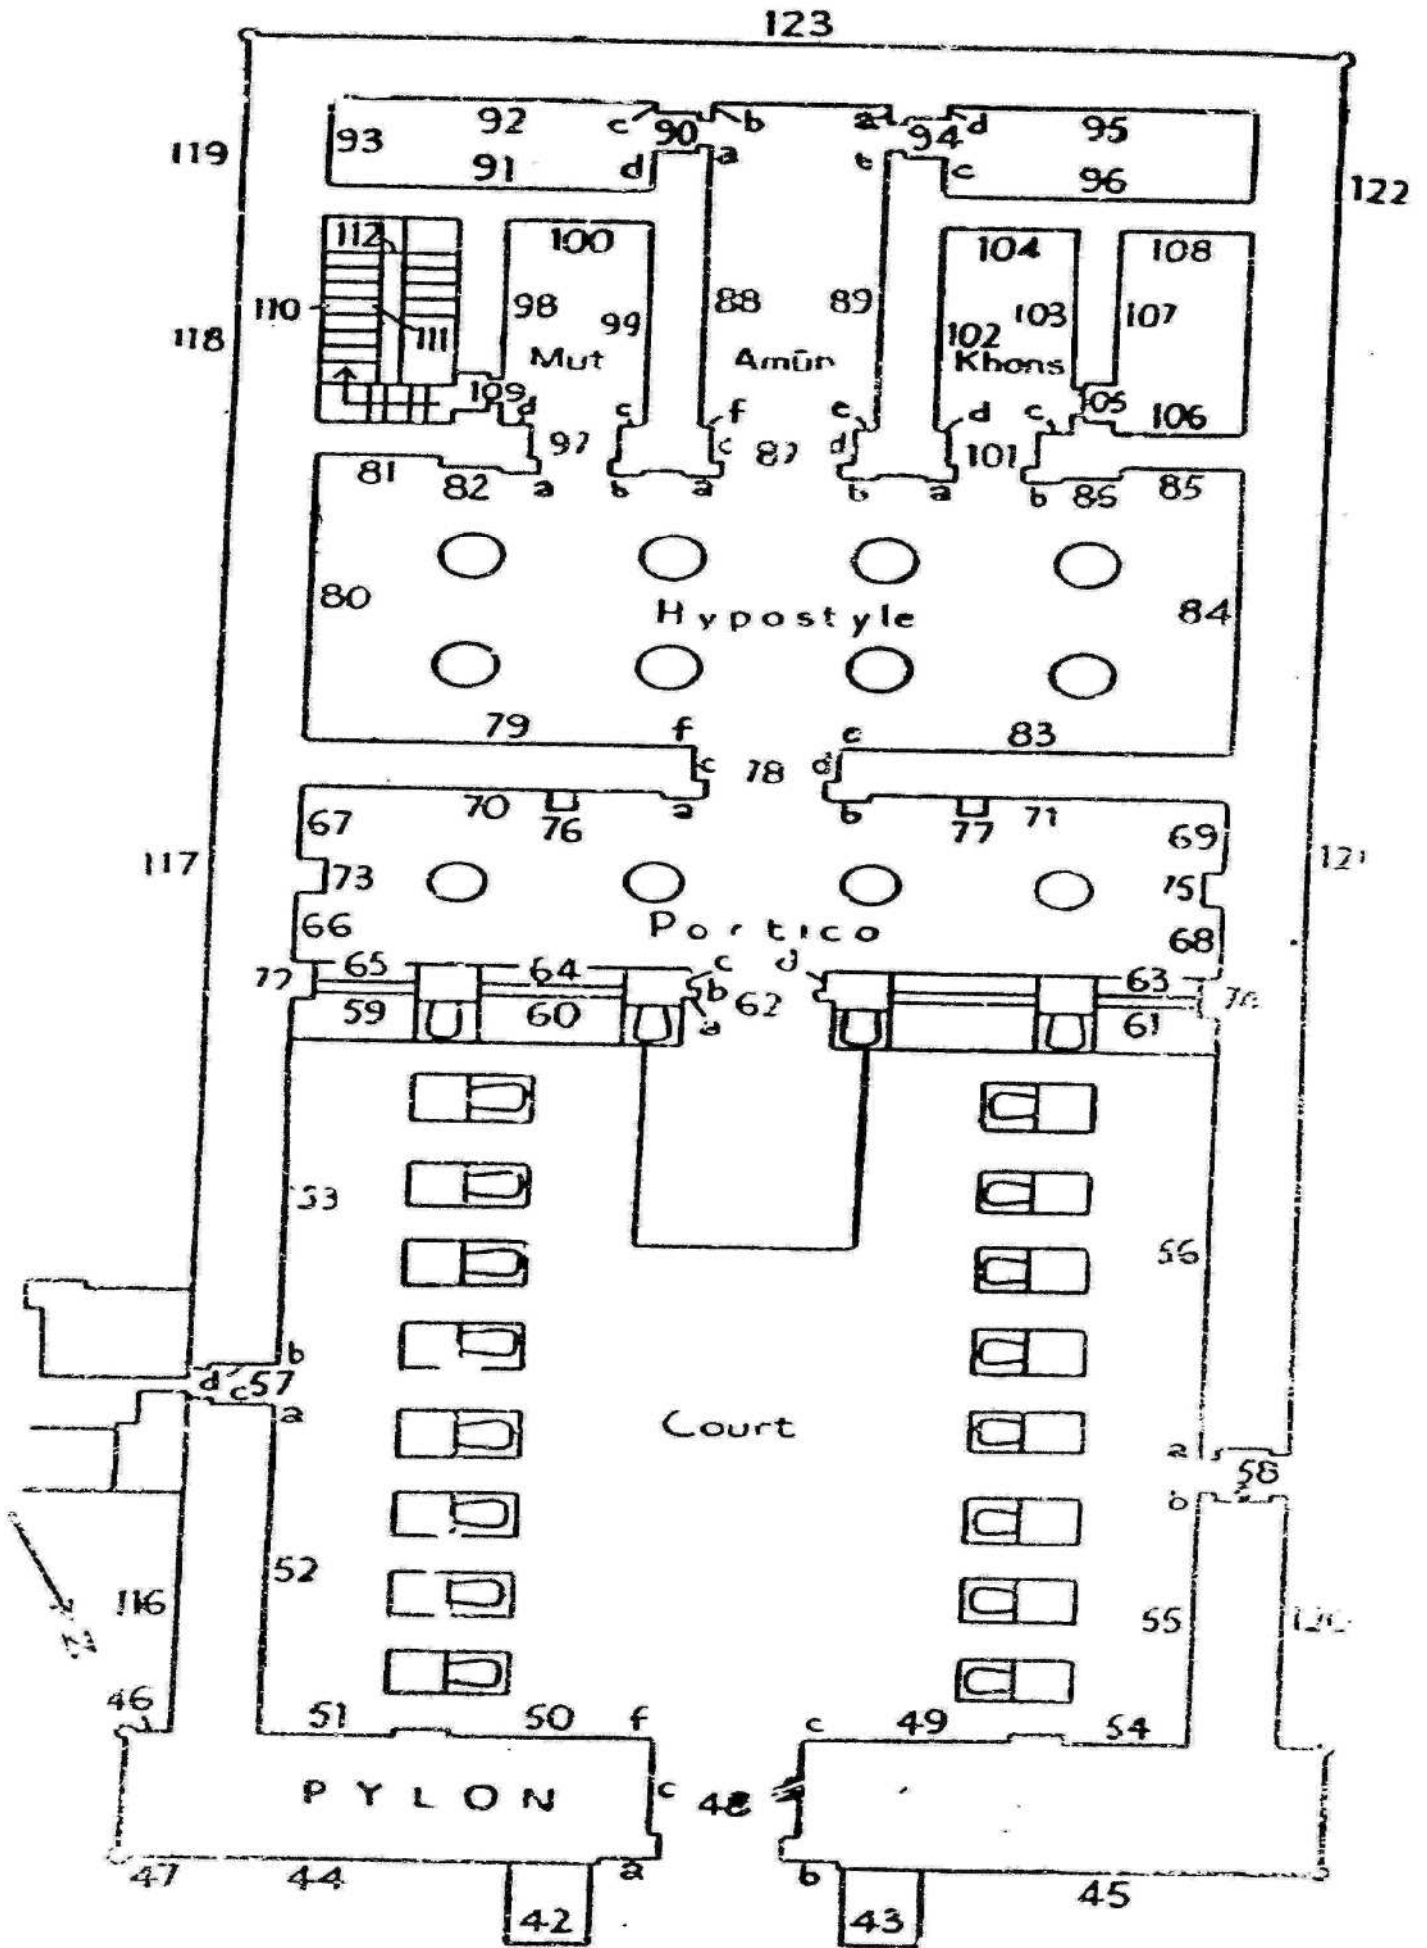 123
92 c 90 b a 94 d 95
119 93 a
91 d c 96 122
112 100 104 108
110 98 99 88 89 103 107
118 111 102
Mut Amūn Khons
109 d c f e d c 106
97 c 87 d 101
81 82 a b a b a b 86 85
80 Hypostyle 84
79 f e 83
c 78 d
67 70 76 a b 77 71 69
117 73 75 121
66 Portico 68
65 64 c d 63
72 b 62
59 60 a 61
53 56
b
d c 57
a Court a
58
b
52
116 55
46
51 50 f c 49 54
PYLON c 48
47 44 a b 45
42 43